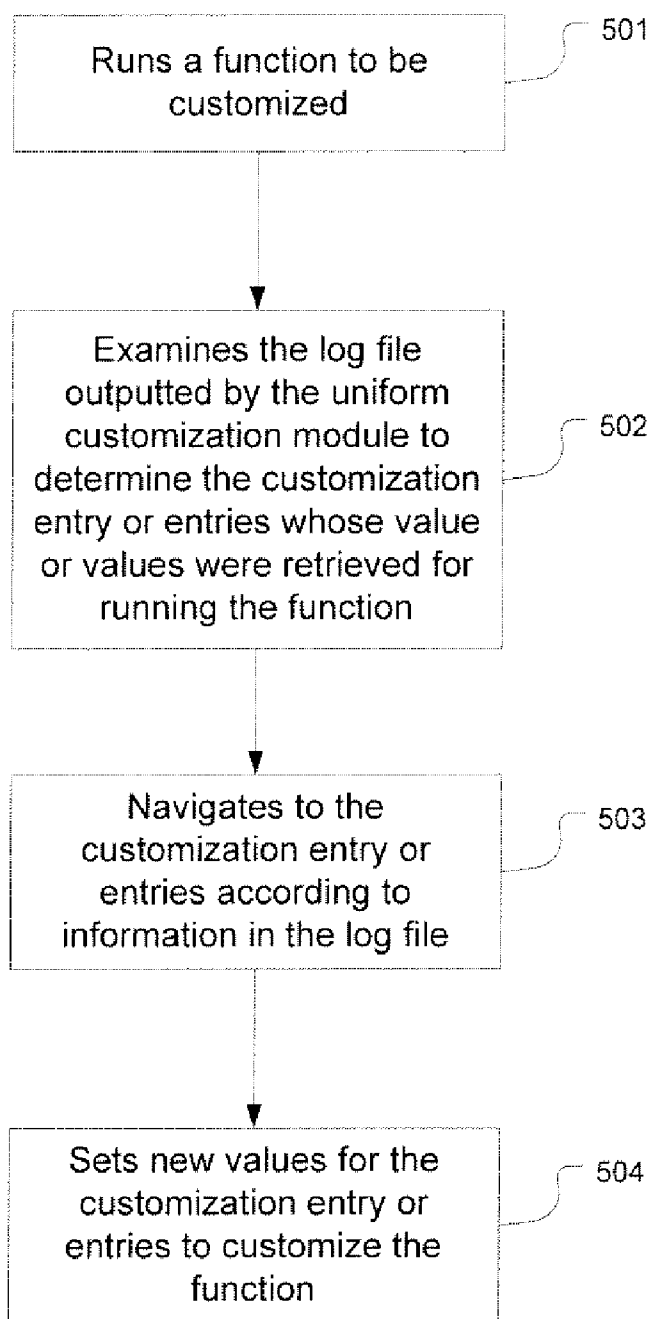 Runs a function to be
customized
501
Examines the log file
outputted by the uniform
customization module to
determine the customization
entry or entries whose value
or values were retrieved for
running the function
502
Navigates to the
customization entry or
entries according to
information in the log file
503
Sets new values for the
customization entry or
entries to customize the
function
504